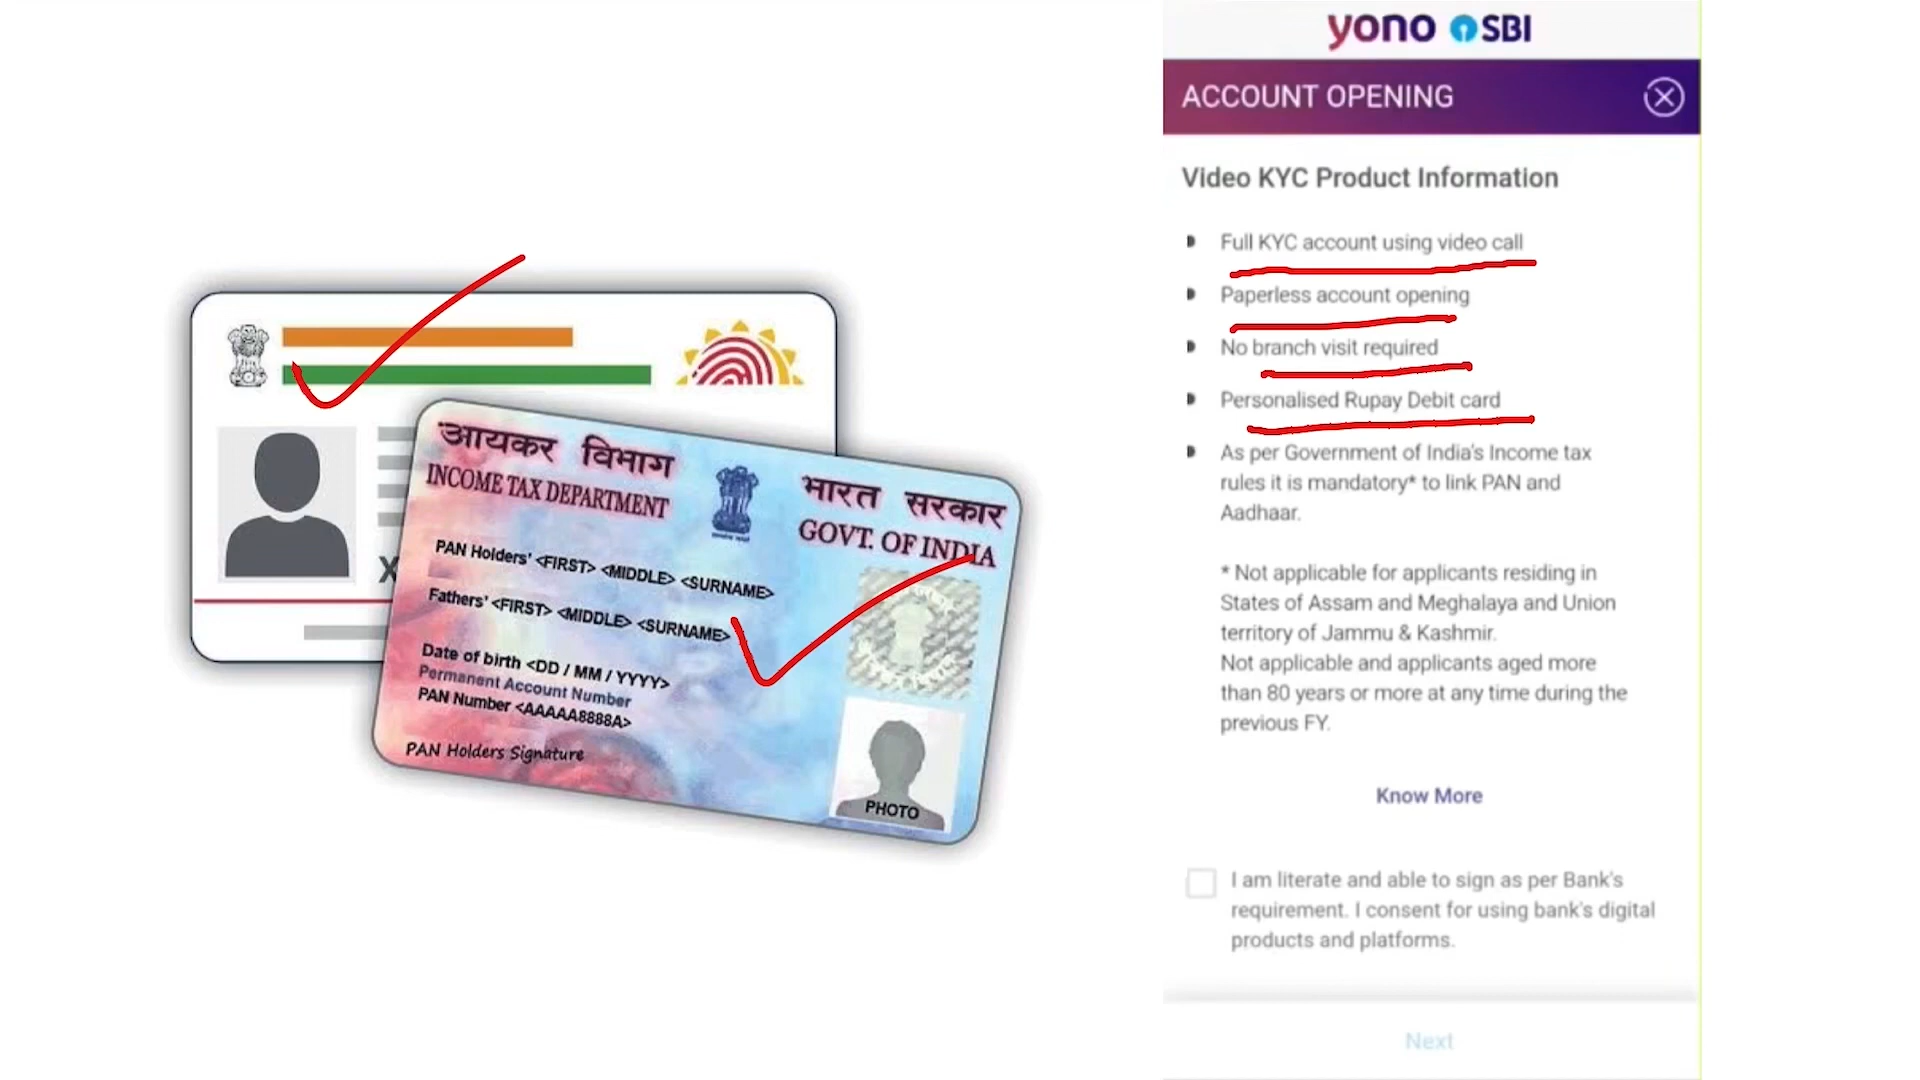 आयकर विभाग
INCOME TAX DEPARTMENT
भारत सरकार
GOVT. OF INDIA
PAN Holders' <FIRST> <MIDDLE> <SURNAME>
Fathers' <FIRST> <MIDDLE> <SURNAME>
Date of birth <DD / MM / YYYY>
Permanent Account Number
PAN Number <AAAAA8888A>
PAN Holders Signature
PHOTO
X
yono SBI
ACCOUNT OPENING
Video KYC Product Information
Full KYC account using video call
Paperless account opening
No branch visit required
Personalised Rupay Debit card
As per Government of India's Income tax
rules it is mandatory* to link PAN and
Aadhaar.
* Not applicable for applicants residing in
States of Assam and Meghalaya and Union
territory of Jammu & Kashmir.
Not applicable and applicants aged more
than 80 years or more at any time during the
previous FY.
Know More
I am literate and able to sign as per Bank's
requirement. I consent for using bank's digital
products and platforms.
Next